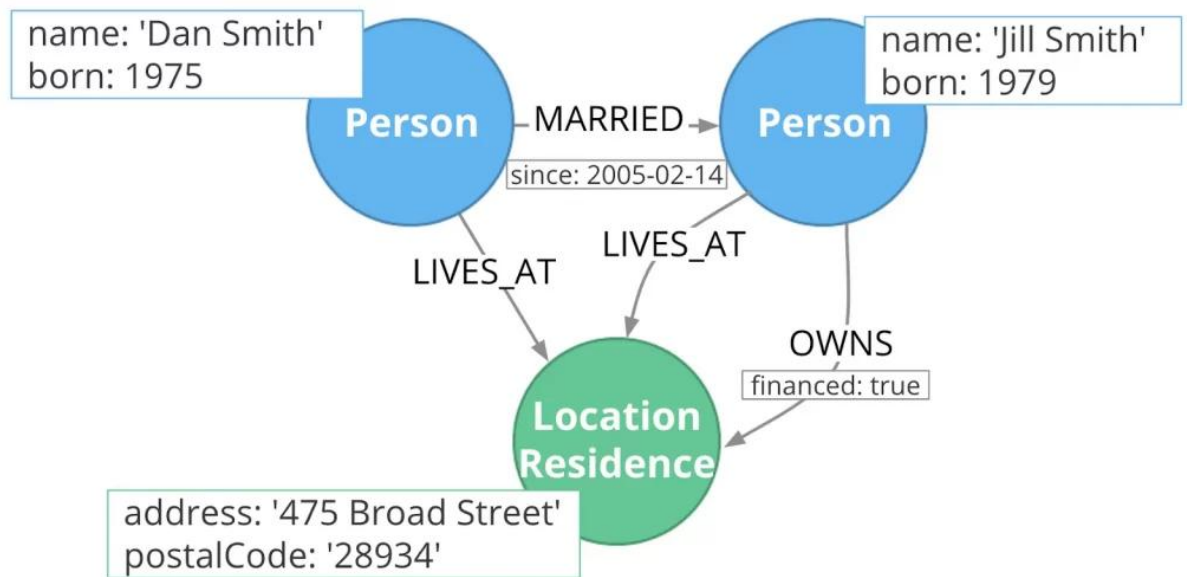 name: 'Dan Smith'
born: 1975
Person
MARRIED
since: 2005-02-14
name: 'Jill Smith'
born: 1979
Person
LIVES_AT
LIVES_AT
OWNS
financed: true
Location
Residence
address: '475 Broad Street'
postalCode: '28934'